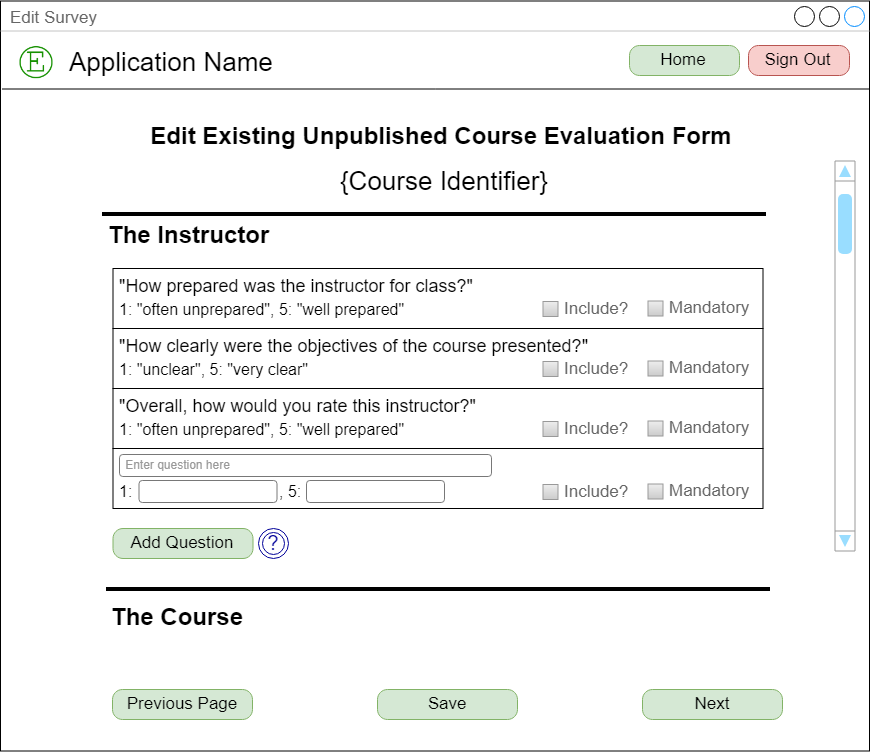 Edit Survey
E Application Name Home Sign Out
Edit Existing Unpublished Course Evaluation Form
{Course Identifier}
The Instructor
"How prepared was the instructor for class?"
1: "often unprepared", 5: "well prepared" Include? Mandatory
"How clearly were the objectives of the course presented?"
1: "unclear", 5: "very clear" Include? Mandatory
"Overall, how would you rate this instructor?"
1: "often unprepared", 5: "well prepared" Include? Mandatory
Enter question here
1: , 5: Include? Mandatory
Add Question ?
The Course
Previous Page Save Next